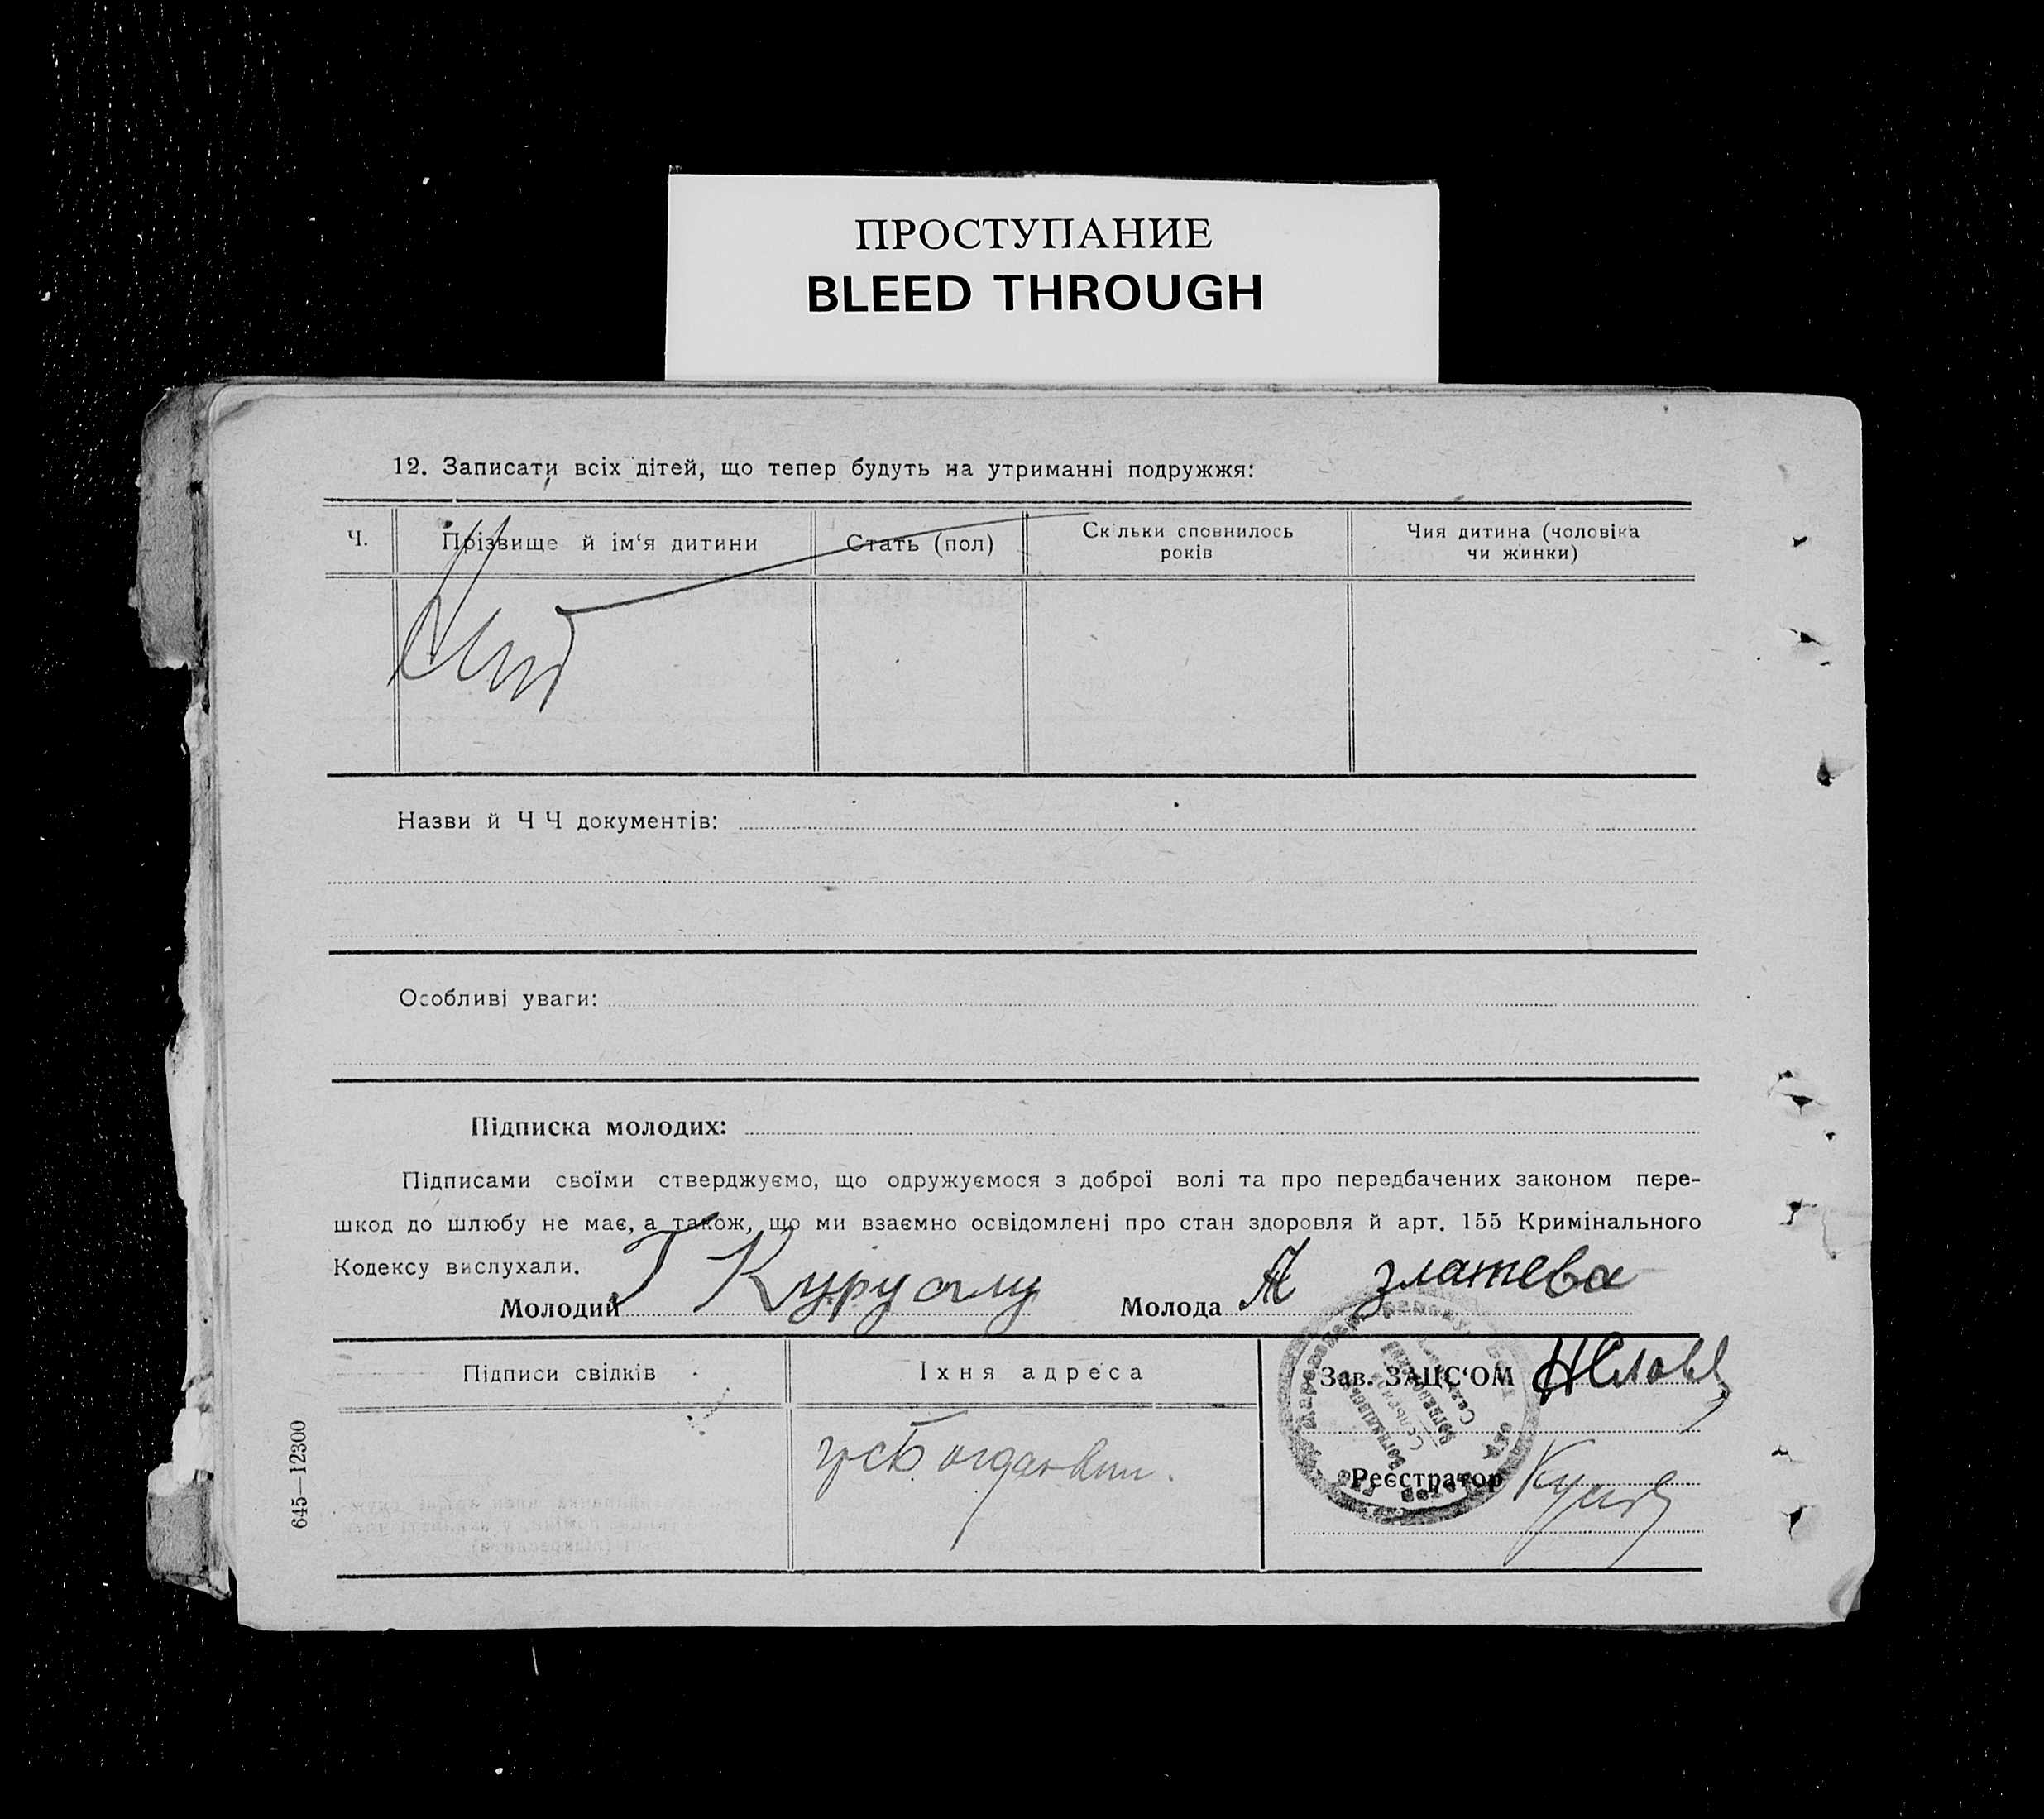 ПРОСТУПАНИЕ
BLEED THROUGH
12. Записати всіх дітей, що тепер будуть на утриманні подружжя:
Ч.
Прізвище й ім‘я дитини
Стать (пол)
Скільки сповнилось
років
Чия дитина (чоловіка
чи жинки)
Назви й Ч Ч документів:
Особливі уваги:
Підписка молодих:
Підписами своїми стверджуємо, що одружуємося з доброї волі та про передбачених законом пере-
шкод до шлюбу не має, а також, що ми взаємно освідомлені про стан здоровля й арт. 155 Кримінального
Кодексу вислухали.
Молодий Г Куруолу
Молода А златева
Підписи свідків
Їхня адреса
Зав. ЗАЦС‘ОМ
Реєстратор
645—12300